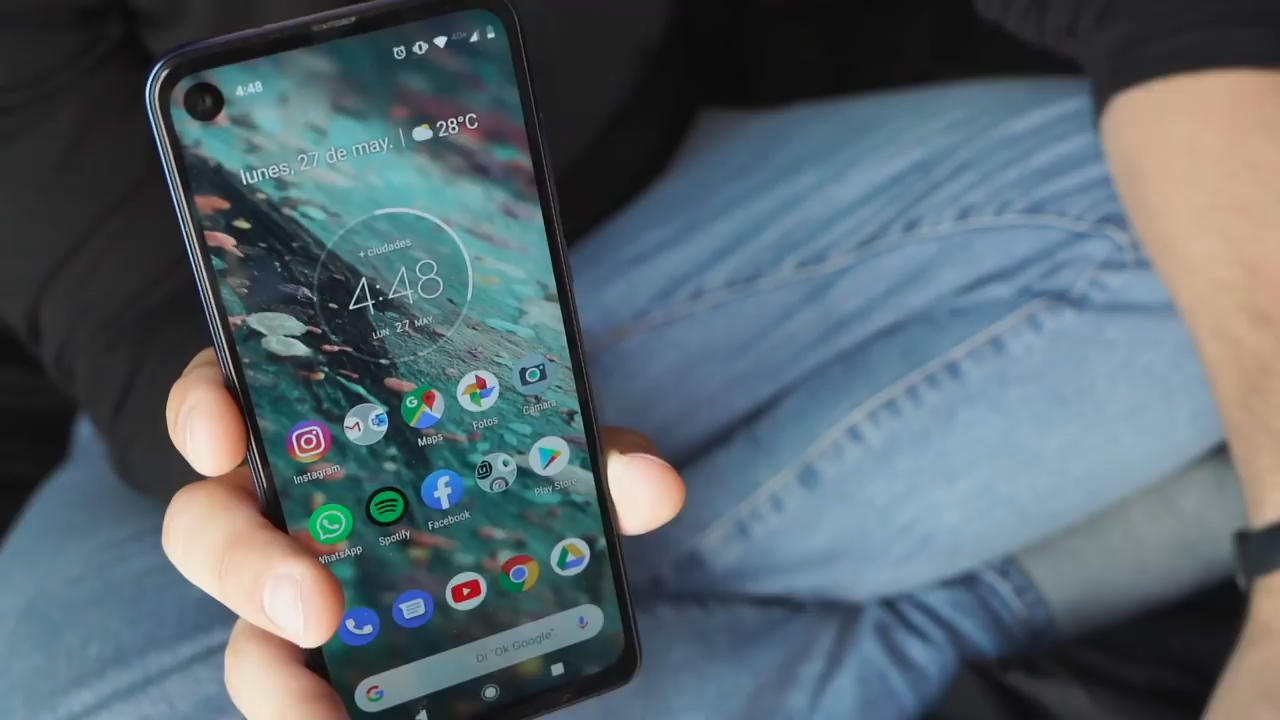 4:48
4G+
lunes, 27 de may. | 28°C
+ ciudades
4:48
LUN 27 MAY.
Cámara
Fotos
Maps
Instagram
Play Store
Facebook
Spotify
WhatsApp
Di "Ok Google"